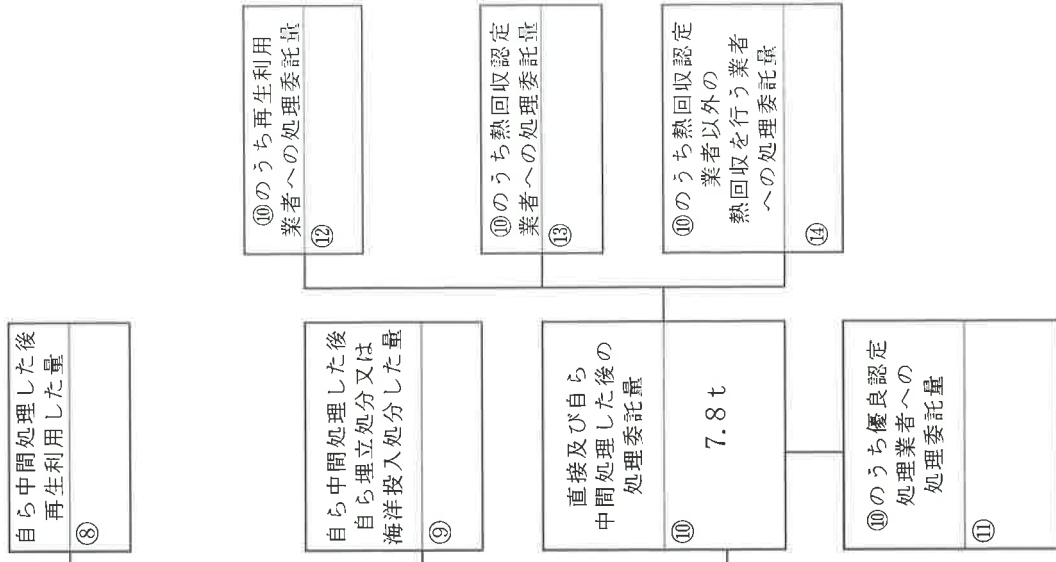 自ら中間処理した後
再生利用した量
⑧
自ら中間処理した後
自ら埋立処分又は
海洋投入処分した量
⑨
直接及び自ら
中間処理した後の
処理委託量
⑩
7.8t
⑩のうち優良認定
処理業者への
処理委託量
⑪
⑩のうち再生利用
業者への処理委託量
⑫
⑩のうち熱回収認定
業者への処理委託量
⑬
⑩のうち熱回収認定
業者以外の
熱回収を行う業者
への処理委託量
⑭